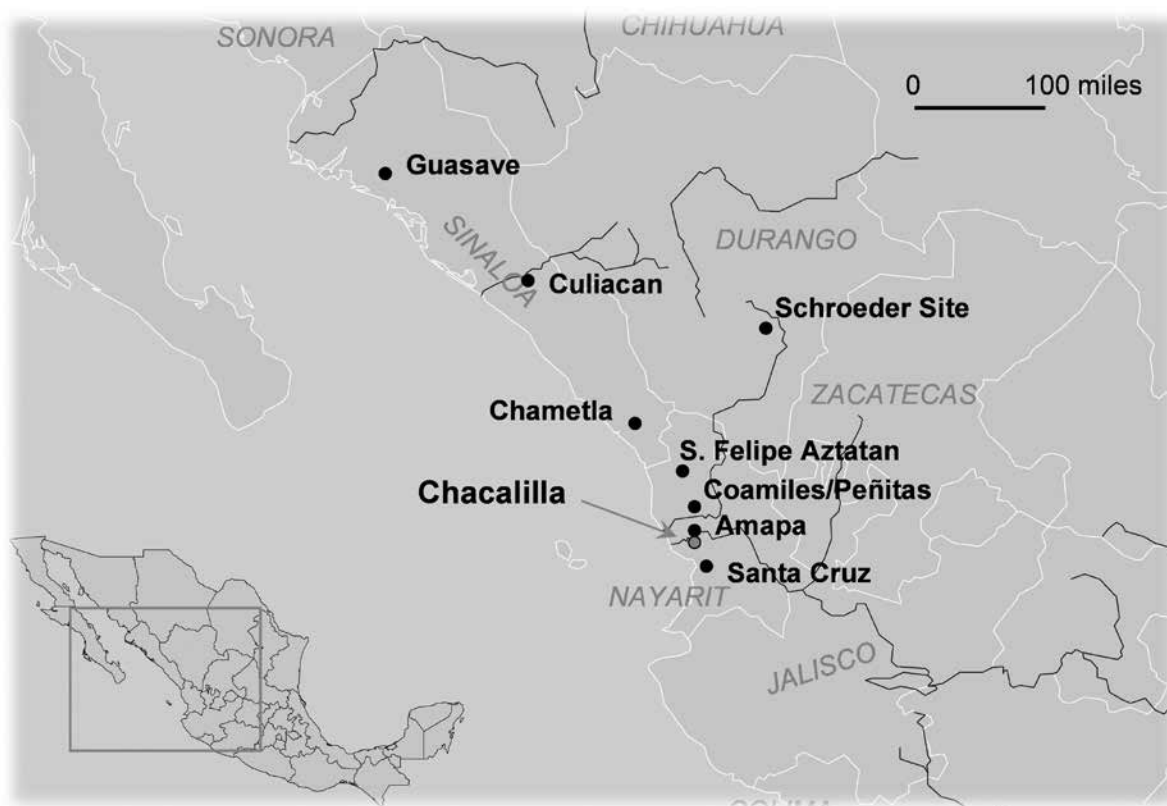 SONORA
CHIHUAHUA
0 100 miles
Guasave
SINALOA
DURANGO
Culiacan
Schroeder Site
ZACATECAS
Chametla
S. Felipe Aztatan
Chacalilla
Coamiles/Peñitas
Amapa
Santa Cruz
NAYARIT
JALISCO
COLIMA